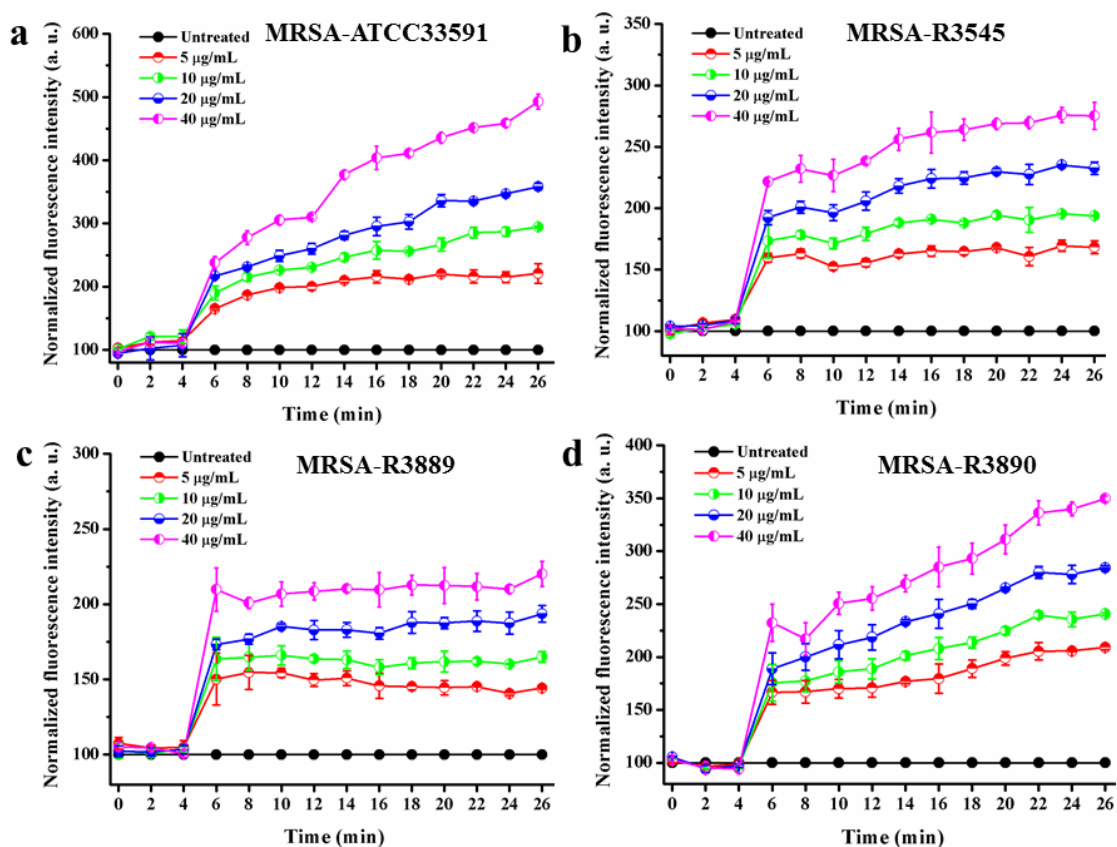 a
MRSA-ATCC33591
Untreated
5 µg/mL
10 µg/mL
20 µg/mL
40 µg/mL
Normalized fluorescence intensity (a. u.)
600
500
400
300
200
100
0 2 4 6 8 10 12 14 16 18 20 22 24 26
Time (min)
b
MRSA-R3545
Untreated
5 µg/mL
10 µg/mL
20 µg/mL
40 µg/mL
Normalized fluorescence intensity (a. u.)
350
300
250
200
150
100
0 2 4 6 8 10 12 14 16 18 20 22 24 26
Time (min)
c
MRSA-R3889
Untreated
5 µg/mL
10 µg/mL
20 µg/mL
40 µg/mL
Normalized fluorescence intensity (a. u.)
300
250
200
150
100
0 2 4 6 8 10 12 14 16 18 20 22 24 26
Time (min)
d
MRSA-R3890
Untreated
5 µg/mL
10 µg/mL
20 µg/mL
40 µg/mL
Normalized fluorescence intensity (a. u.)
400
350
300
250
200
150
100
0 2 4 6 8 10 12 14 16 18 20 22 24 26
Time (min)